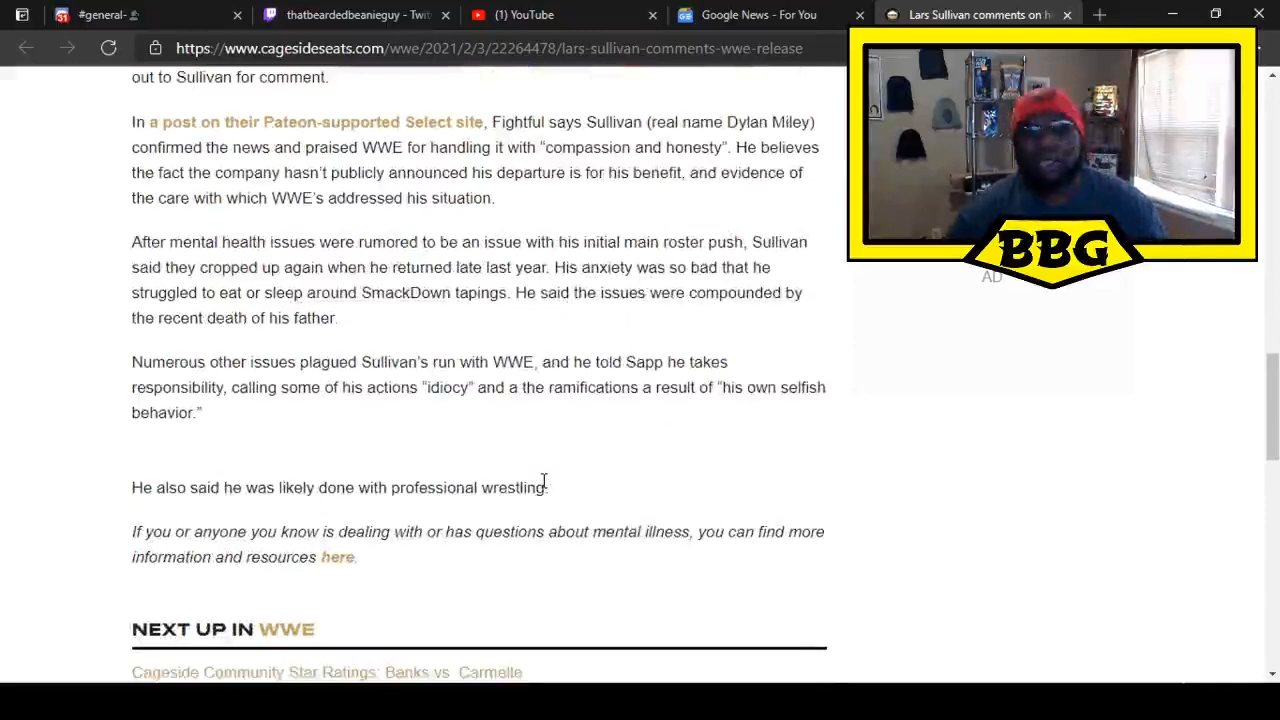 #general-
thatbeardedbeanieguy - Twit
(1) YouTube
Google News - For You
Lars Sullivan comments on h
https://www.cagesideseats.com/wwe/2021/2/3/22264478/lars-sullivan-comments-wwe-release
out to Sullivan for comment.
In a post on their Pateon-supported Select site, Fightful says Sullivan (real name Dylan Miley)
confirmed the news and praised WWE for handling it with “compassion and honesty”. He believes
the fact the company hasn’t publicly announced his departure is for his benefit, and evidence of
the care with which WWE’s addressed his situation.
After mental health issues were rumored to be an issue with his initial main roster push, Sullivan
said they cropped up again when he returned late last year. His anxiety was so bad that he
struggled to eat or sleep around SmackDown tapings. He said the issues were compounded by
the recent death of his father.
Numerous other issues plagued Sullivan’s run with WWE, and he told Sapp he takes
responsibility, calling some of his actions “idiocy” and a the ramifications a result of “his own selfish
behavior.”
He also said he was likely done with professional wrestling.
If you or anyone you know is dealing with or has questions about mental illness, you can find more
information and resources here.
NEXT UP IN WWE
Cageside Community Star Ratings: Banks vs. Carmella
BBG
AD